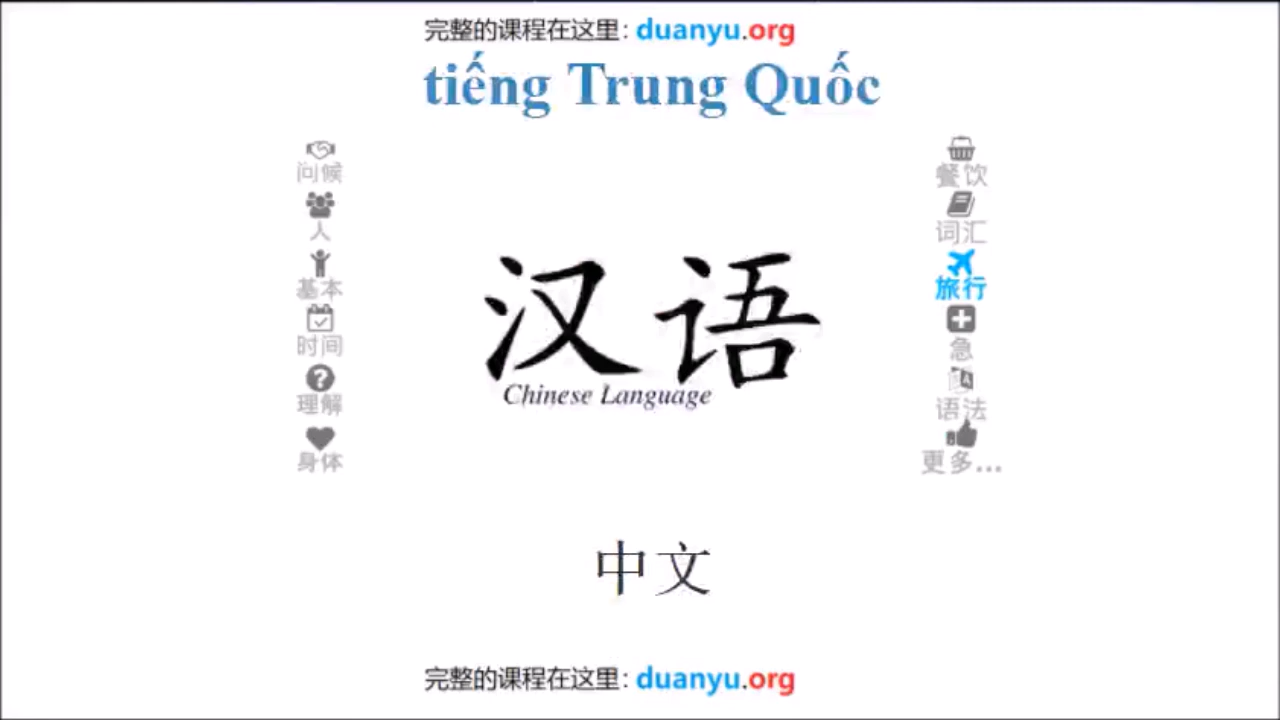 完整的课程在这里：duanyu.org
tiếng Trung Quốc
问候
人
基本
时间
理解
身体
汉语
Chinese Language
餐饮
词汇
旅行
急
语法
更多...
中文
完整的课程在这里：duanyu.org